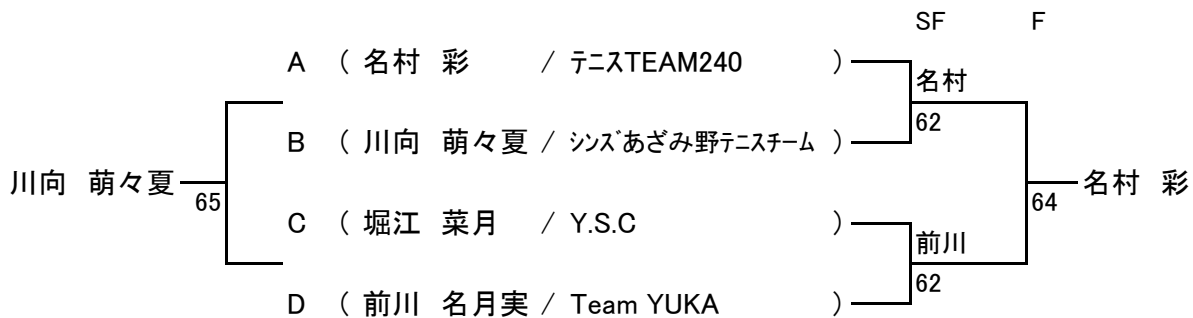 SF F
A ( 名村 彩 / テニスTEAM240 )
名村
62
B ( 川向 萌々夏 / シンズあざみ野テニスチーム )
川向 萌々夏
65
名村 彩
64
C ( 堀江 菜月 / Y.S.C )
前川
62
D ( 前川 名月実 / Team YUKA )